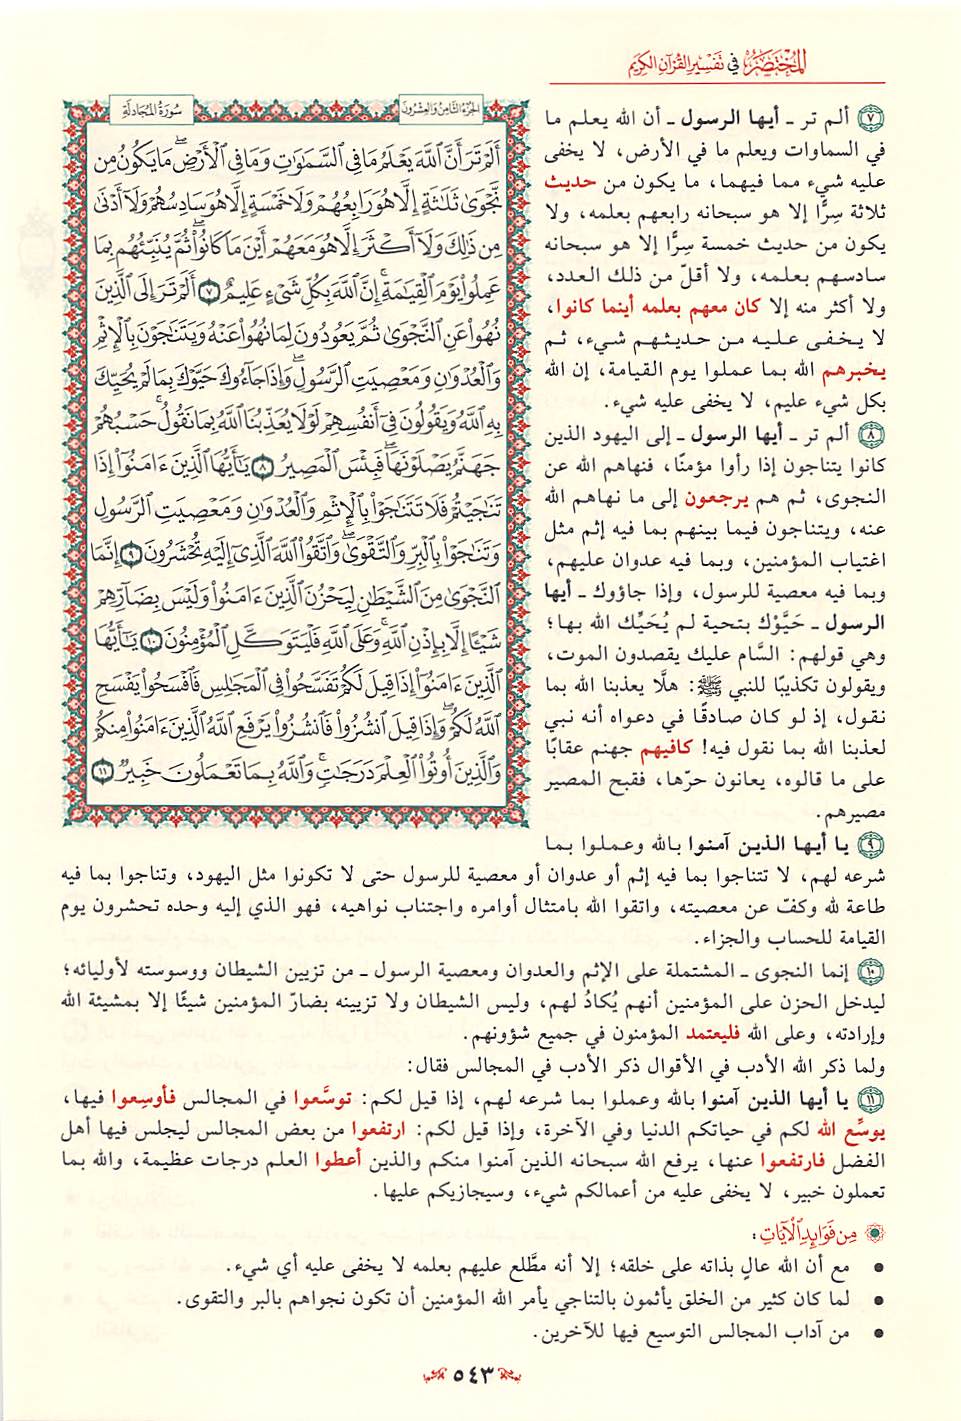 المختصر في تفسير القرآن الكريم
الجزء الثامن والعشرون
سورة المجادلة
أَلَمْ تَرَ أَنَّ ٱللَّهَ يَعْلَمُ مَا فِي ٱلسَّمَٰوَٰتِ وَمَا فِي ٱلْأَرْضِۖ مَا يَكُونُ مِن
نَّجْوَىٰ ثَلَٰثَةٍ إِلَّا هُوَ رَابِعُهُمْ وَلَا خَمْسَةٍ إِلَّا هُوَ سَادِسُهُمْ وَلَآ أَدْنَىٰ
مِن ذَٰلِكَ وَلَآ أَكْثَرَ إِلَّا هُوَ مَعَهُمْ أَيْنَ مَا كَانُواْۖ ثُمَّ يُنَبِّئُهُم بِمَا
عَمِلُواْ يَوْمَ ٱلْقِيَٰمَةِۚ إِنَّ ٱللَّهَ بِكُلِّ شَيْءٍ عَلِيمٌ ٧ أَلَمْ تَرَ إِلَى ٱلَّذِينَ
نُهُواْ عَنِ ٱلنَّجْوَىٰ ثُمَّ يَعُودُونَ لِمَا نُهُواْ عَنْهُ وَيَتَنَٰجَوْنَ بِٱلْإِثْمِ
وَٱلْعُدْوَٰنِ وَمَعْصِيَتِ ٱلرَّسُولِۖ وَإِذَا جَآءُوكَ حَيَّوْكَ بِمَا لَمْ يُحَيِّكَ
بِهِ ٱللَّهُ وَيَقُولُونَ فِيٓ أَنفُسِهِمْ لَوْلَا يُعَذِّبُنَا ٱللَّهُ بِمَا نَقُولُۚ حَسْبُهُمْ
جَهَنَّمُ يَصْلَوْنَهَاۖ فَبِئْسَ ٱلْمَصِيرُ ٨ يَٰٓأَيُّهَا ٱلَّذِينَ ءَامَنُوٓاْ إِذَا
تَنَٰجَيْتُمْ فَلَا تَتَنَٰجَوْاْ بِٱلْإِثْمِ وَٱلْعُدْوَٰنِ وَمَعْصِيَتِ ٱلرَّسُولِ
وَتَنَٰجَوْاْ بِٱلْبِرِّ وَٱلتَّقْوَىٰۖ وَٱتَّقُواْ ٱللَّهَ ٱلَّذِيٓ إِلَيْهِ تُحْشَرُونَ ٩ إِنَّمَا
ٱلنَّجْوَىٰ مِنَ ٱلشَّيْطَٰنِ لِيَحْزُنَ ٱلَّذِينَ ءَامَنُواْ وَلَيْسَ بِضَآرِّهِمْ
شَيْـًٔا إِلَّا بِإِذْنِ ٱللَّهِۚ وَعَلَى ٱللَّهِ فَلْيَتَوَكَّلِ ٱلْمُؤْمِنُونَ ١٠ يَٰٓأَيُّهَا
ٱلَّذِينَ ءَامَنُوٓاْ إِذَا قِيلَ لَكُمْ تَفَسَّحُواْ فِي ٱلْمَجَٰلِسِ فَٱفْسَحُواْ يَفْسَحِ
ٱللَّهُ لَكُمْۖ وَإِذَا قِيلَ ٱنشُزُواْ فَٱنشُزُواْ يَرْفَعِ ٱللَّهُ ٱلَّذِينَ ءَامَنُواْ مِنكُمْ
وَٱلَّذِينَ أُوتُواْ ٱلْعِلْمَ دَرَجَٰتٍۚ وَٱللَّهُ بِمَا تَعْمَلُونَ خَبِيرٌ ١١
٧ ألم تر ـ أيها الرسول ـ أن الله يعلم ما
في السماوات ويعلم ما في الأرض، لا يخفى
عليه شيء مما فيهما، ما يكون من حديث
ثلاثة سِرًّا إلا هو سبحانه رابعهم بعلمه، ولا
يكون من حديث خمسة سِرًّا إلا هو سبحانه
سادسهم بعلمه، ولا أقلّ من ذلك العدد،
ولا أكثر منه إلا كان معهم بعلمه أينما كانوا،
لا يخفى عليه من حديثهم شيء، ثم
يخبرهم الله بما عملوا يوم القيامة، إن الله
بكل شيء عليم، لا يخفى عليه شيء.
٨ ألم تر ـ أيها الرسول ـ إلى اليهود الذين
كانوا يتناجون إذا رأوا مؤمنًا، فنهاهم الله عن
النجوى، ثم هم يرجعون إلى ما نهاهم الله
عنه، ويتناجون فيما بينهم بما فيه إثم مثل
اغتياب المؤمنين، وبما فيه عدوان عليهم،
وبما فيه معصية للرسول، وإذا جاؤوك ـ أيها
الرسول ـ حَيَّوْك بتحية لم يُحَيِّك الله بها؛
وهي قولهم: السَّام عليك يقصدون الموت،
ويقولون تكذيبًا للنبي ﷺ: هلَّا يعذبنا الله بما
نقول، إذ لو كان صادقًا في دعواه أنه نبي
لعذبنا الله بما نقول فيه! كافيهم جهنم عقابًا
على ما قالوه، يعانون حرّها، فقبح المصير
مصيرهم.
٩ يا أيها الذين آمنوا بالله وعملوا بما
شرعه لهم، لا تتناجوا بما فيه إثم أو عدوان أو معصية للرسول حتى لا تكونوا مثل اليهود، وتناجوا بما فيه
طاعة لله وكفّ عن معصيته، واتقوا الله بامتثال أوامره واجتناب نواهيه، فهو الذي إليه وحده تحشرون يوم
القيامة للحساب والجزاء.
١٠ إنما النجوى ـ المشتملة على الإثم والعدوان ومعصية الرسول ـ من تزيين الشيطان ووسوسته لأوليائه؛
ليدخل الحزن على المؤمنين أنهم يُكادُ لهم، وليس الشيطان ولا تزيينه بضارّ المؤمنين شيئًا إلا بمشيئة الله
وإرادته، وعلى الله فليعتمد المؤمنون في جميع شؤونهم.
ولما ذكر الله الأدب في الأقوال ذكر الأدب في المجالس فقال:
١١ يا أيها الذين آمنوا بالله وعملوا بما شرعه لهم، إذا قيل لكم: توسَّعوا في المجالس فأوسِعوا فيها،
يوسِّع الله لكم في حياتكم الدنيا وفي الآخرة، وإذا قيل لكم: ارتفعوا من بعض المجالس ليجلس فيها أهل
الفضل فارتفعوا عنها، يرفع الله سبحانه الذين آمنوا منكم والذين أعطوا العلم درجات عظيمة، والله بما
تعملون خبير، لا يخفى عليه من أعمالكم شيء، وسيجازيكم عليها.
من فوائد الآيات:
• مع أن الله عالٍ بذاته على خلقه؛ إلا أنه مطَّلع عليهم بعلمه لا يخفى عليه أي شيء.
• لما كان كثير من الخلق يأثمون بالتناجي يأمر الله المؤمنين أن تكون نجواهم بالبر والتقوى.
• من آداب المجالس التوسيع فيها للآخرين.
٥٤٣